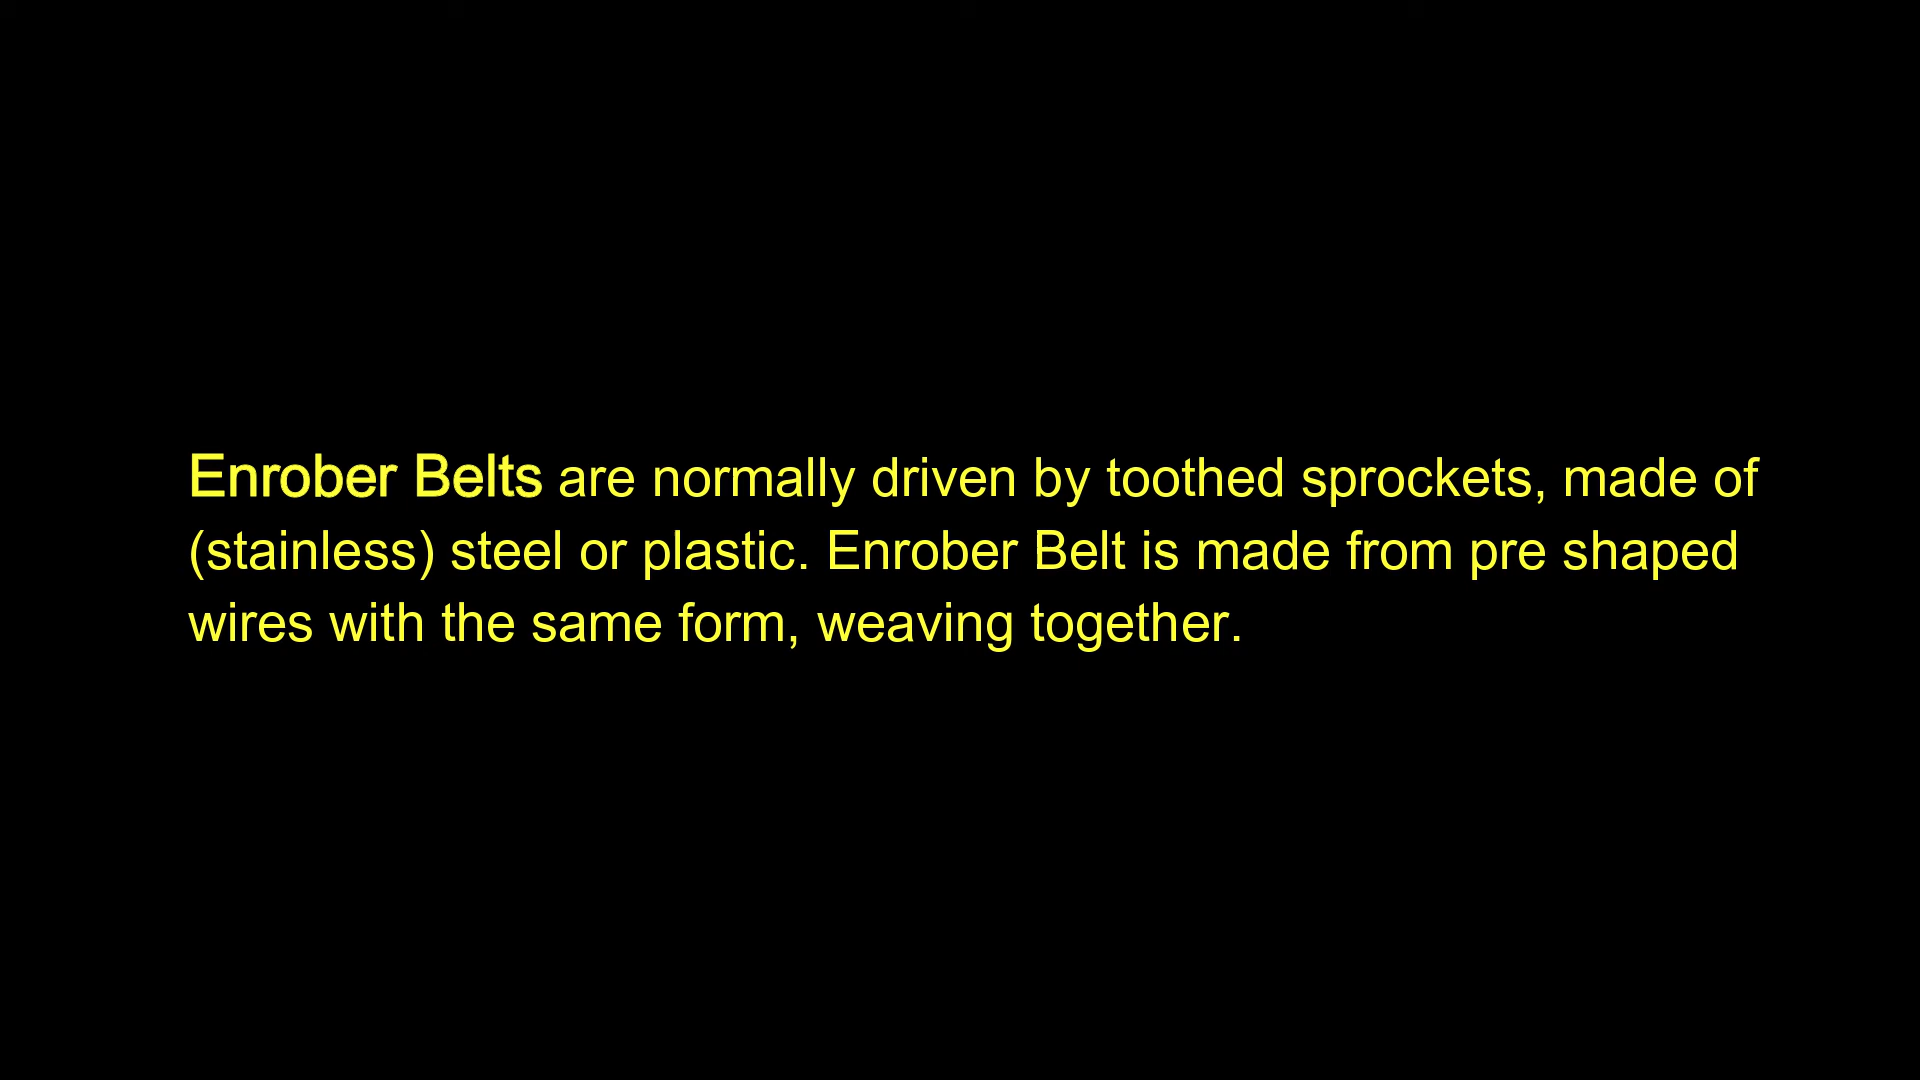 Enrober Belts are normally driven by toothed sprockets, made of
(stainless) steel or plastic. Enrober Belt is made from pre shaped
wires with the same form, weaving together.